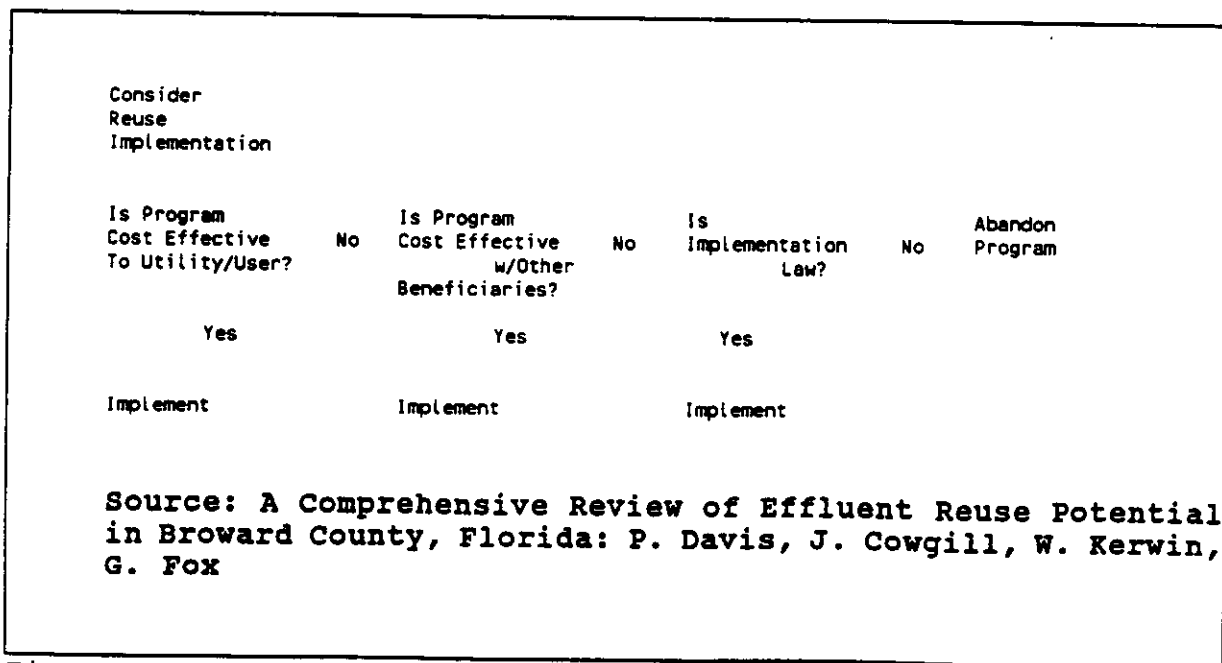 Consider
Reuse
Implementation
Is Program
Cost Effective
To Utility/User?
No
Is Program
Cost Effective
w/Other
Beneficiaries?
No
Is
Implementation
Law?
No
Abandon
Program
Yes
Yes
Yes
Implement
Implement
Implement
Source: A Comprehensive Review of Effluent Reuse Potential
in Broward County, Florida: P. Davis, J. Cowgill, W. Kerwin,
G. Fox